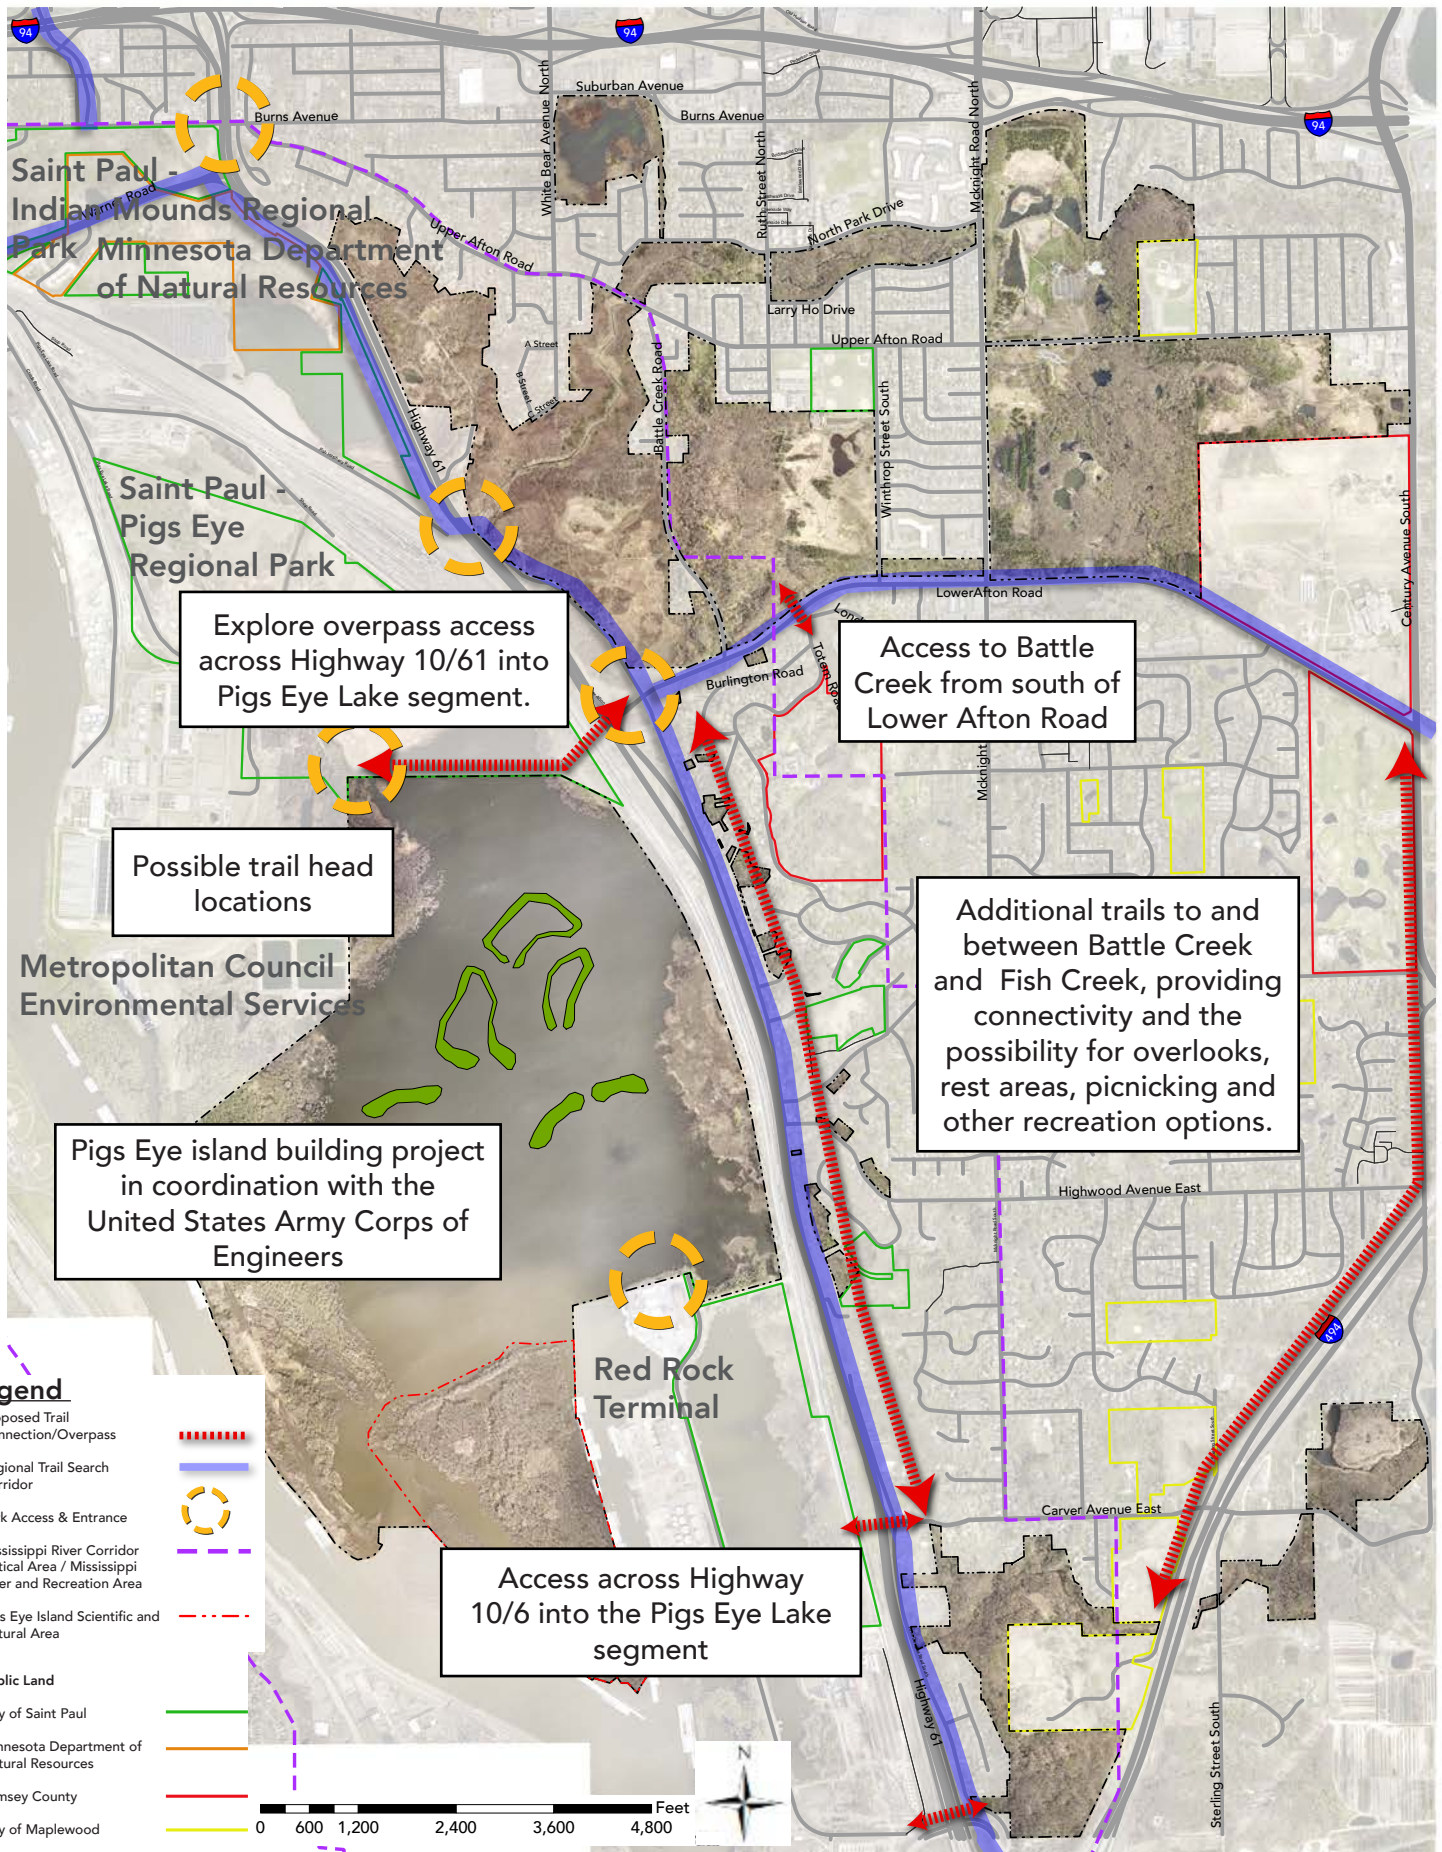 94
94
94
Suburban Avenue
Burns Avenue
Burns Avenue
White Bear Avenue North
Ruth Street North
Mcknight Road North
Saint Paul -
Indian Mounds Regional
Park
Warner Road
Minnesota Department
of Natural Resources
Upper Afton Road
North Park Drive
Larry Ho Drive
Upper Afton Road
A Street
B Street
C Street
Battle Creek Road
Winthrop Street South
Highway 61
Century Avenue South
Saint Paul -
Pigs Eye
Regional Park
LowerAfton Road
Explore overpass access
across Highway 10/61 into
Pigs Eye Lake segment.
Burlington Road
Totem Road
Access to Battle
Creek from south of
Lower Afton Road
Mcknight
Possible trail head
locations
Metropolitan Council
Environmental Services
Additional trails to and
between Battle Creek
and Fish Creek, providing
connectivity and the
possibility for overlooks,
rest areas, picnicking and
other recreation options.
Pigs Eye island building project
in coordination with the
United States Army Corps of
Engineers
Highwood Avenue East
494
Red Rock
Terminal
Carver Avenue East
Access across Highway
10/6 into the Pigs Eye Lake
segment
Highway 61
Sterling Street South
gend
posed Trail
nnection/Overpass
gional Trail Search
rridor
k Access & Entrance
ssissippi River Corridor
tical Area / Mississippi
er and Recreation Area
s Eye Island Scientific and
tural Area
blic Land
y of Saint Paul
nnesota Department of
tural Resources
msey County
y of Maplewood
N
Feet
0 600 1,200 2,400 3,600 4,800